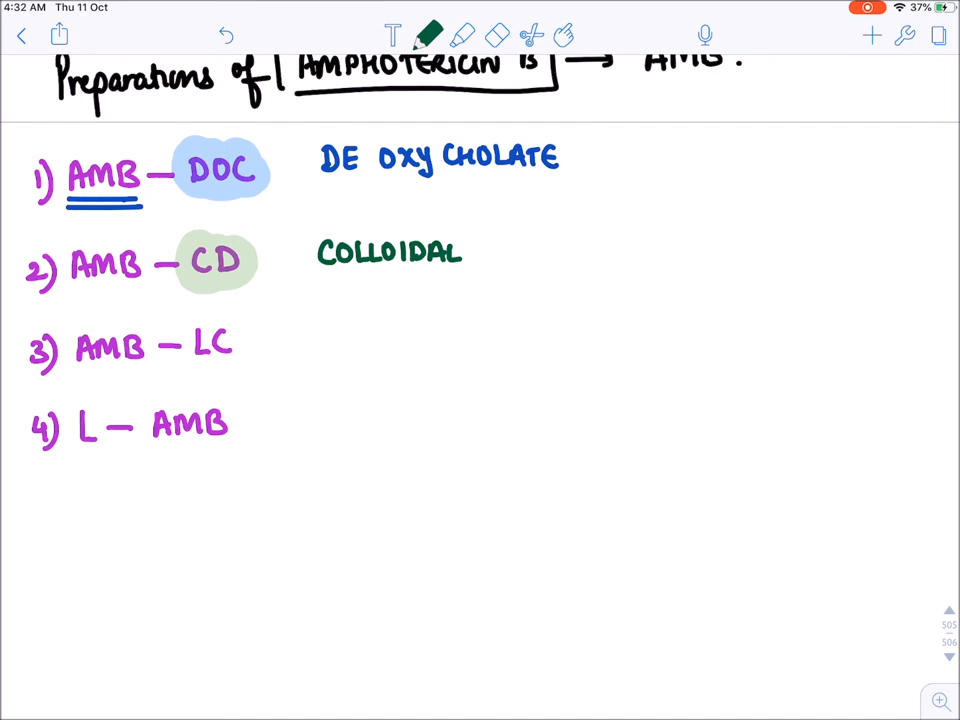 4:32 AM Thu 11 Oct 37%
T
Preparations of AMPHOTERICIN B → AMB.
1) AMB - DOC DE OXY CHOLATE
2) AMB - CD COLLOIDAL
3) AMB - LC
4) L - AMB
505
506